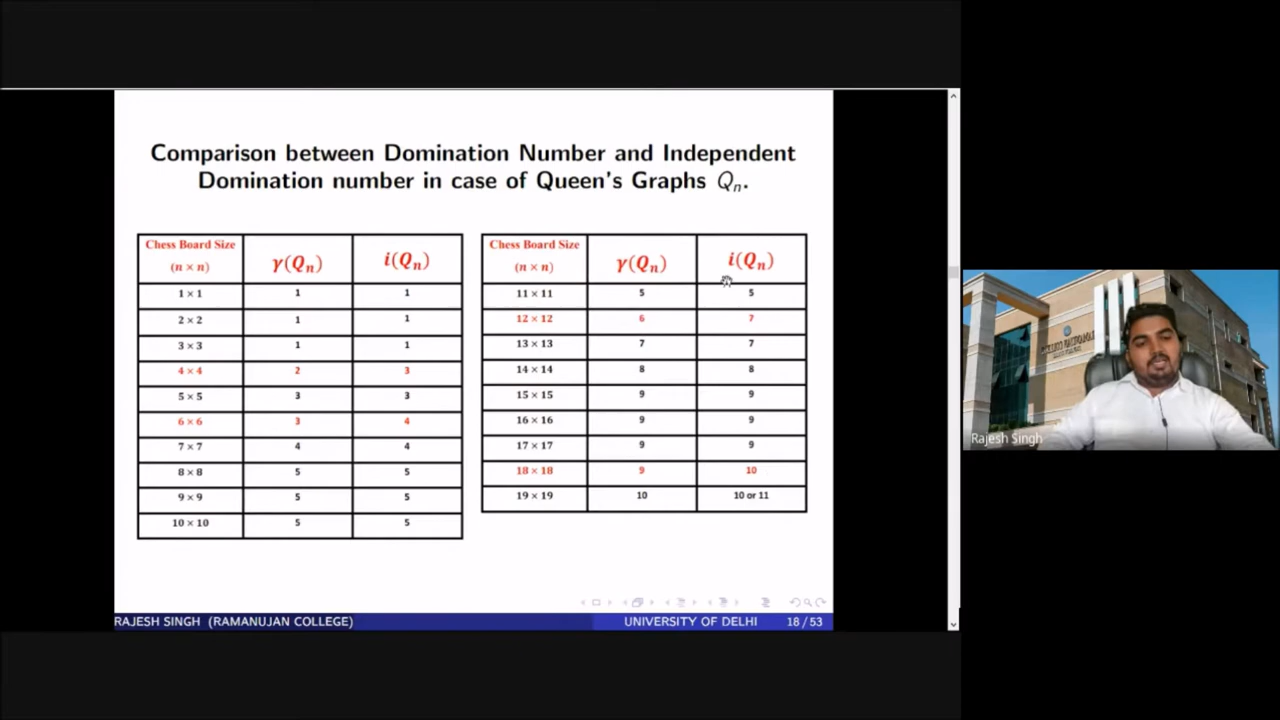 Comparison between Domination Number and Independent
Domination number in case of Queen's Graphs Qn.
Chess Board Size (n × n) γ(Qn) i(Qn)
1 × 1 1 1
2 × 2 1 1
3 × 3 1 1
4 × 4 2 3
5 × 5 3 3
6 × 6 3 4
7 × 7 4 4
8 × 8 5 5
9 × 9 5 5
10 × 10 5 5
Chess Board Size (n × n) γ(Qn) i(Qn)
11 × 11 5 5
12 × 12 6 7
13 × 13 7 7
14 × 14 8 8
15 × 15 9 9
16 × 16 9 9
17 × 17 9 9
18 × 18 9 10
19 × 19 10 10 or 11
RAJESH SINGH (RAMANUJAN COLLEGE) UNIVERSITY OF DELHI 18 / 53
Rajesh Singh